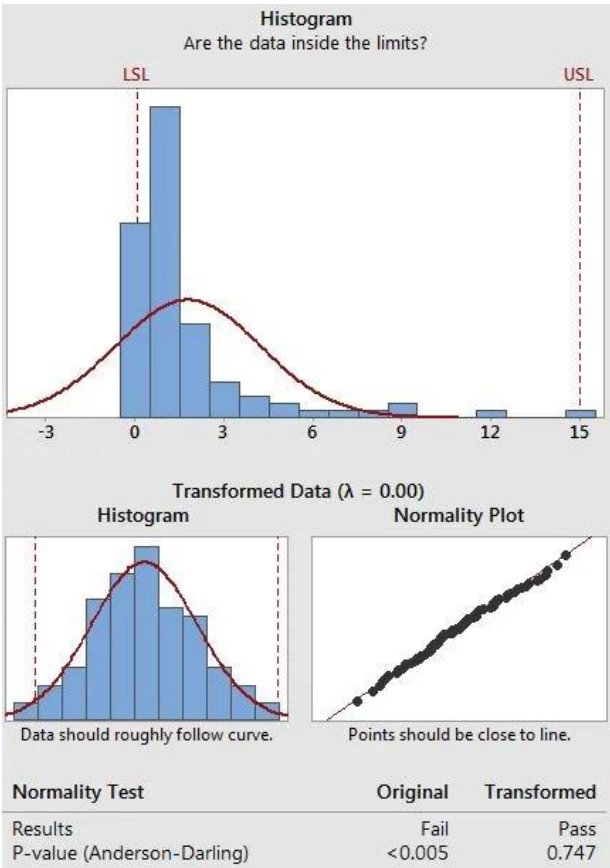 Histogram
Are the data inside the limits?
LSL USL
-3 0 3 6 9 12 15
Transformed Data (λ = 0.00)
Histogram Normality Plot
Data should roughly follow curve. Points should be close to line.
Normality Test Original Transformed
Results Fail Pass
P-value (Anderson-Darling) <0.005 0.747